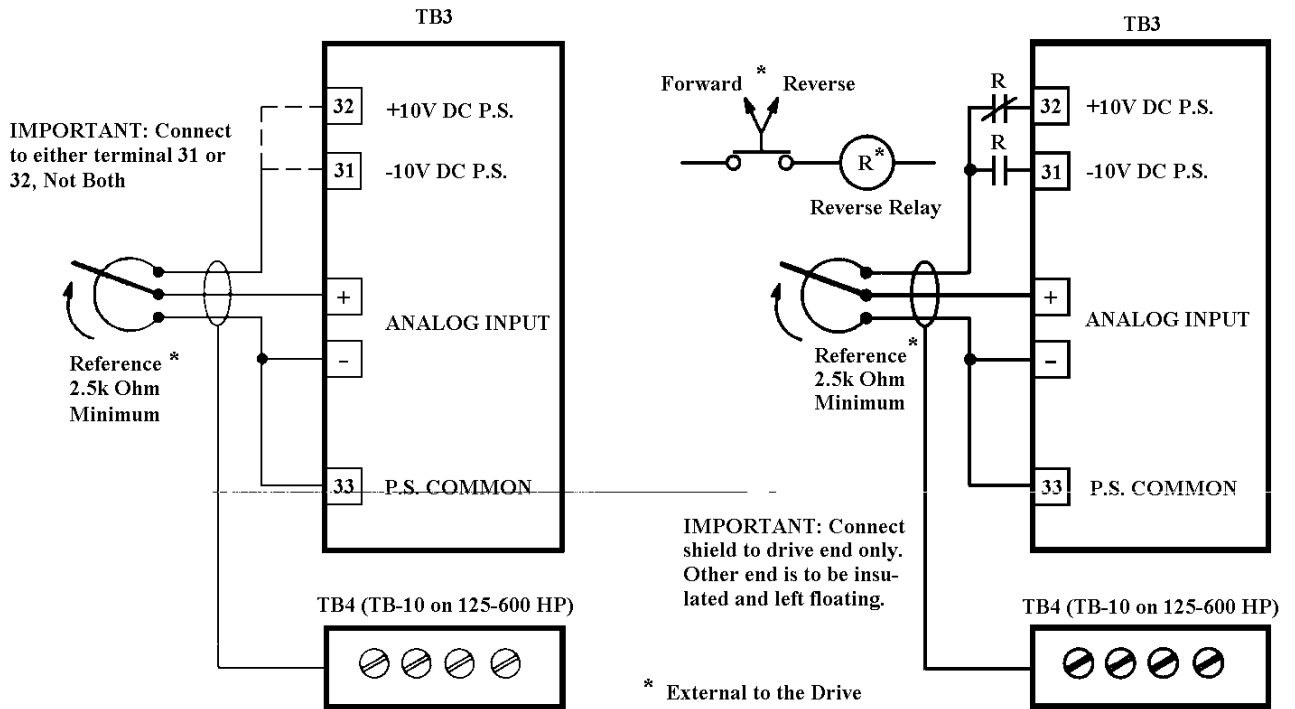 TB3
32 +10V DC P.S.
IMPORTANT: Connect
to either terminal 31 or
32, Not Both
31 -10V DC P.S.
+
ANALOG INPUT
−
Reference *
2.5k Ohm
Minimum
33 P.S. COMMON
TB4 (TB-10 on 125-600 HP)
TB3
Forward * Reverse
R*
Reverse Relay
R
32 +10V DC P.S.
R
31 -10V DC P.S.
+
ANALOG INPUT
−
Reference *
2.5k Ohm
Minimum
33 P.S. COMMON
IMPORTANT: Connect
shield to drive end only.
Other end is to be insu-
lated and left floating.
TB4 (TB-10 on 125-600 HP)
* External to the Drive